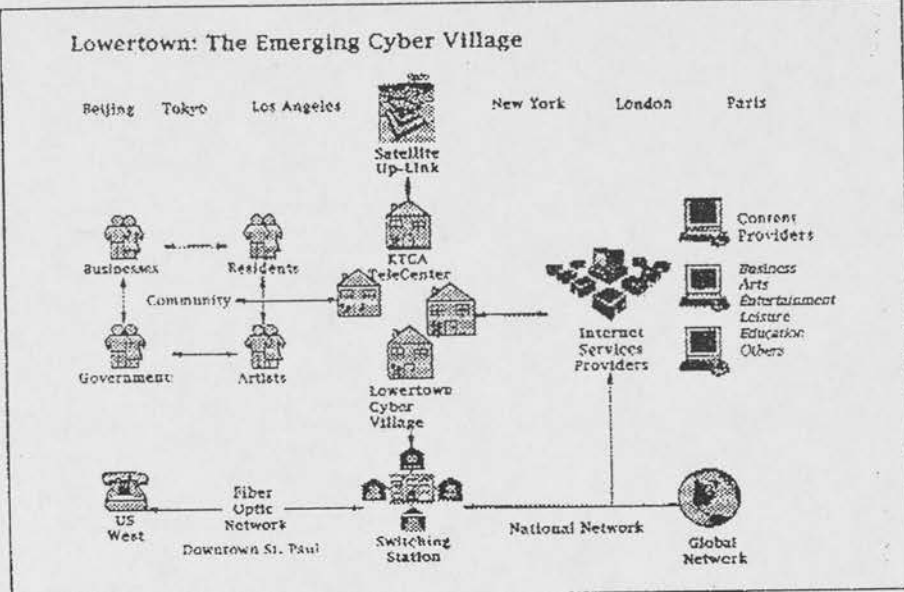 Lowertown: The Emerging Cyber Village
Beijing Tokyo Los Angeles New York London Paris
Satellite
Up-Link
Businesses
Residents
KTCA
TeleCenter
Content
Providers
Community
Business
Arts
Entertainment
Leisure
Education
Others
Internet
Services
Providers
Government
Artists
Lowertown
Cyber
Village
US
West
Fiber
Optic
Network
Downtown St. Paul
Switching
Station
National Network
Global
Network